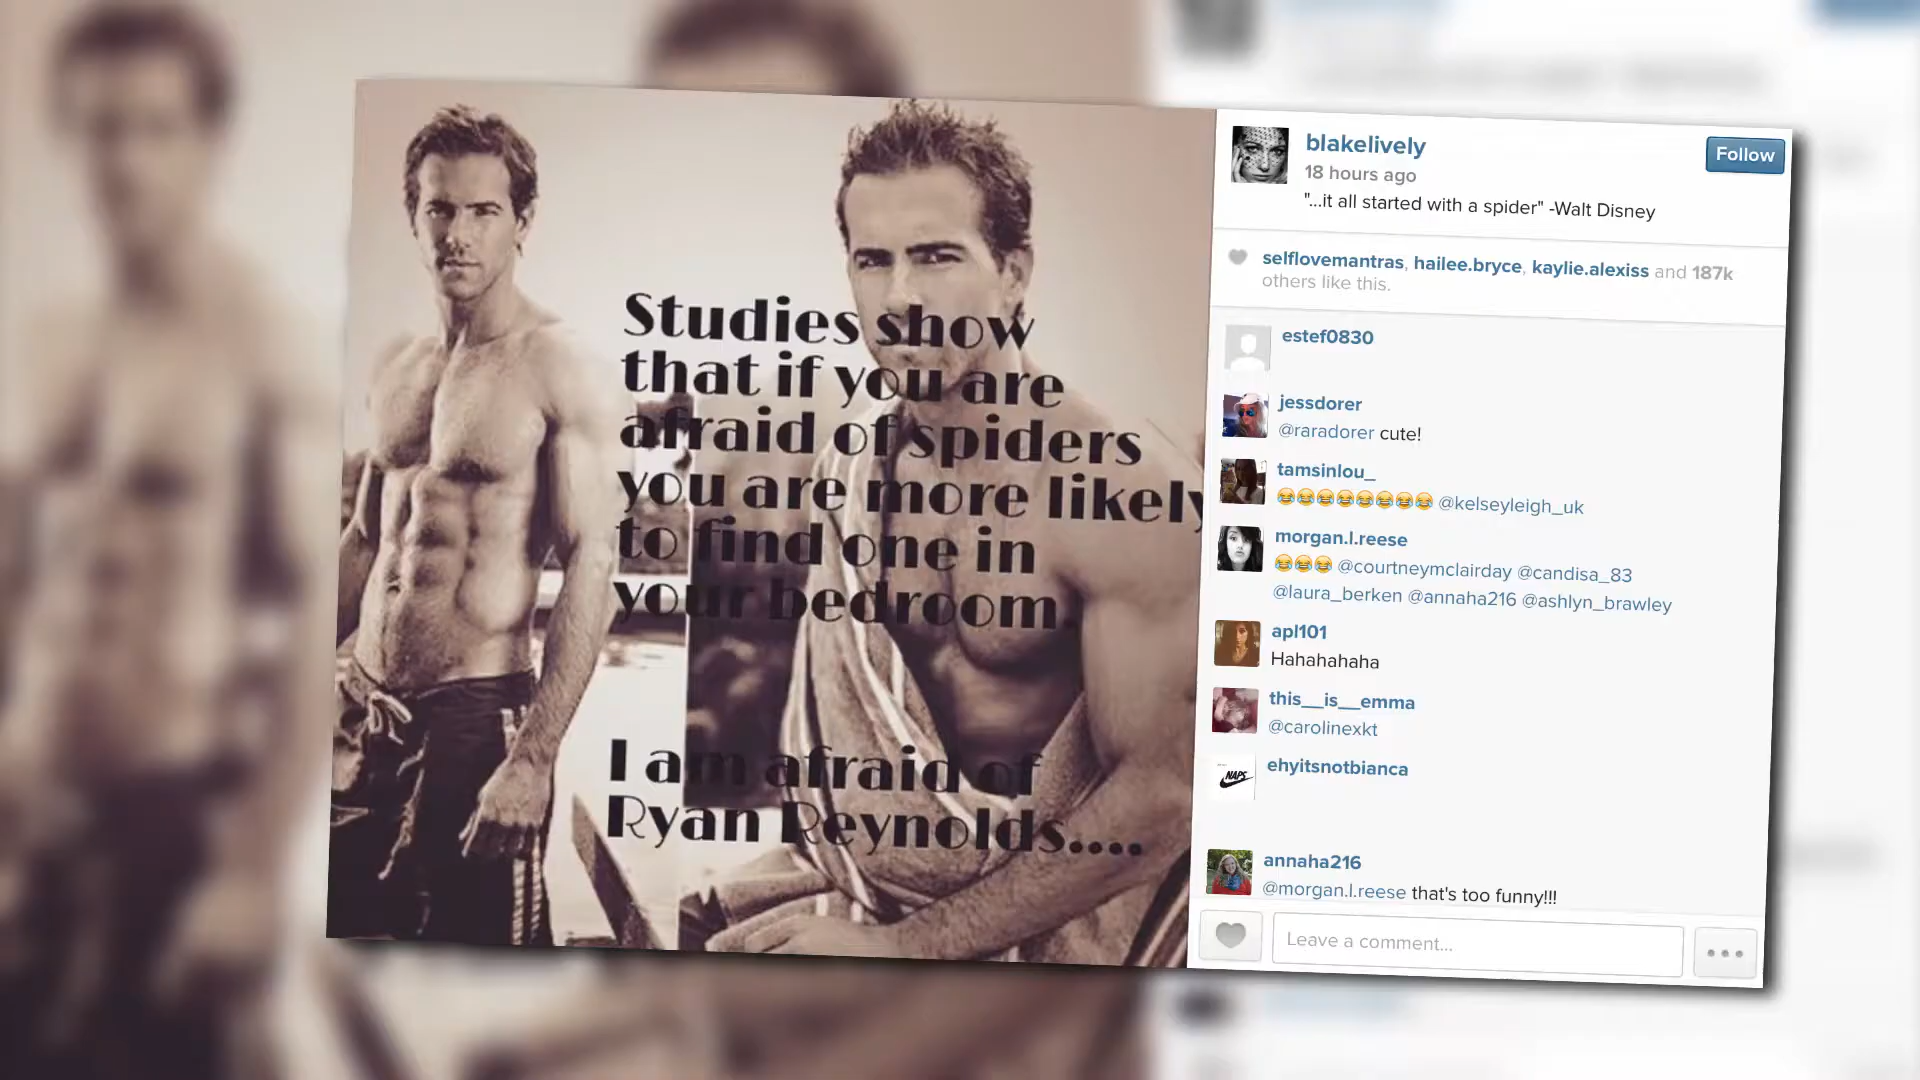 Studies show
that if you are
afraid of spiders
you are more likely
to find one in
your bedroom.
I am afraid of
Ryan Reynolds....
blakelively
Follow
18 hours ago
"...it all started with a spider" -Walt Disney
selflovemantras, hailee.bryce, kaylie.alexiss and 187k
others like this.
estef0830
jessdorer
@raradorer cute!
tamsinlou_
😂😂😂😂😂😂😂😂 @kelseyleigh_uk
morgan.l.reese
😂😂😂 @courtneymclairday @candisa_83
@laura_berken @annaha216 @ashlyn_brawley
apl101
Hahahahaha
this__is__emma
@carolinexkt
NAPS
ehyitsnotbianca
annaha216
@morgan.l.reese that's too funny!!!
Leave a comment...